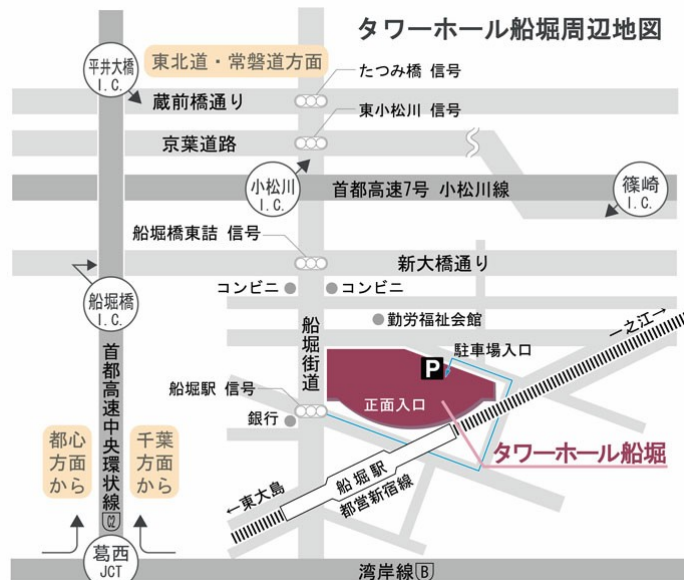 タワーホール船堀周辺地図
平井大橋
I.C.
東北道・常磐道方面
たつみ橋 信号
蔵前橋通り
東小松川 信号
京葉道路
小松川
I.C.
首都高速7号 小松川線
篠崎
I.C.
船堀橋東詰 信号
新大橋通り
コンビニ
コンビニ
船堀橋
I.C.
勤労福祉会館
一之江→
船堀街道
駐車場入口
P
首都高速中央環状線
C2
船堀駅 信号
正面入口
銀行
都心
方面
から
千葉
方面
から
タワーホール船堀
船堀駅
都営新宿線
←東大島
葛西
JCT
湾岸線 B